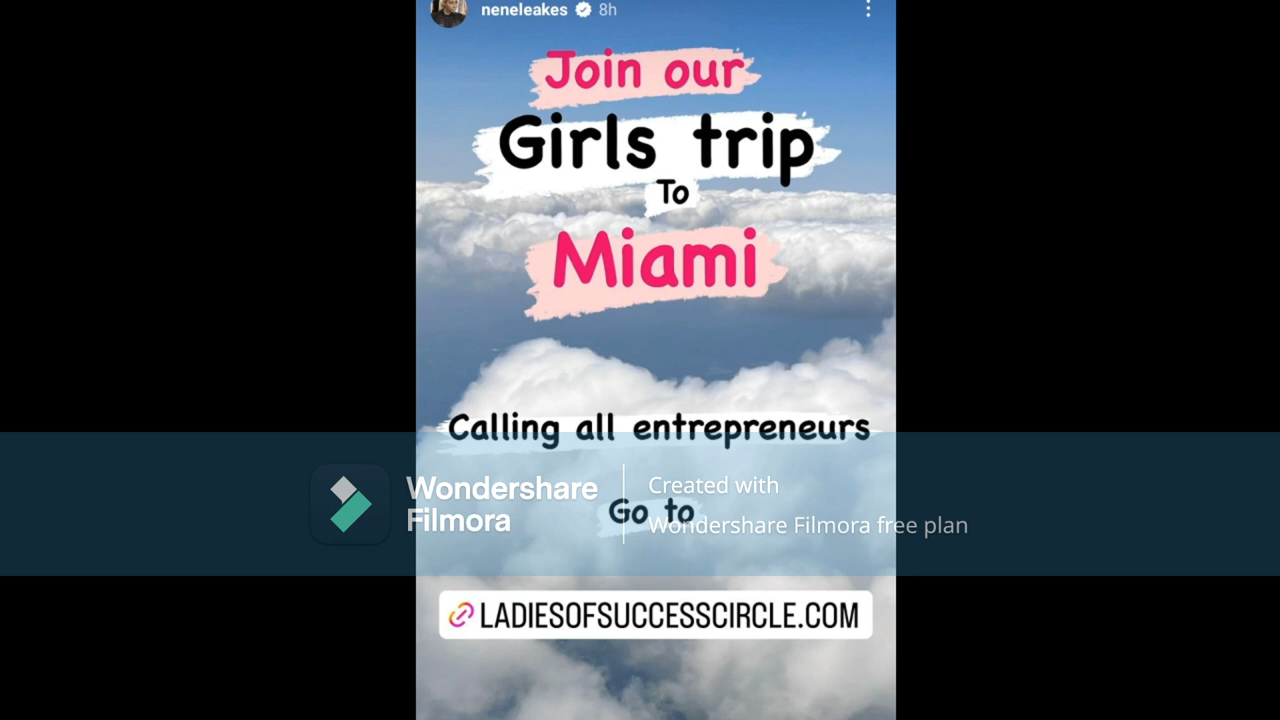 neneleakes 8h
Join our
Girls trip
To
Miami
Calling all entrepreneurs
Go to
Wondershare
Filmora
Created with
Wondershare Filmora free plan
LADIESOFSUCCESSCIRCLE.COM